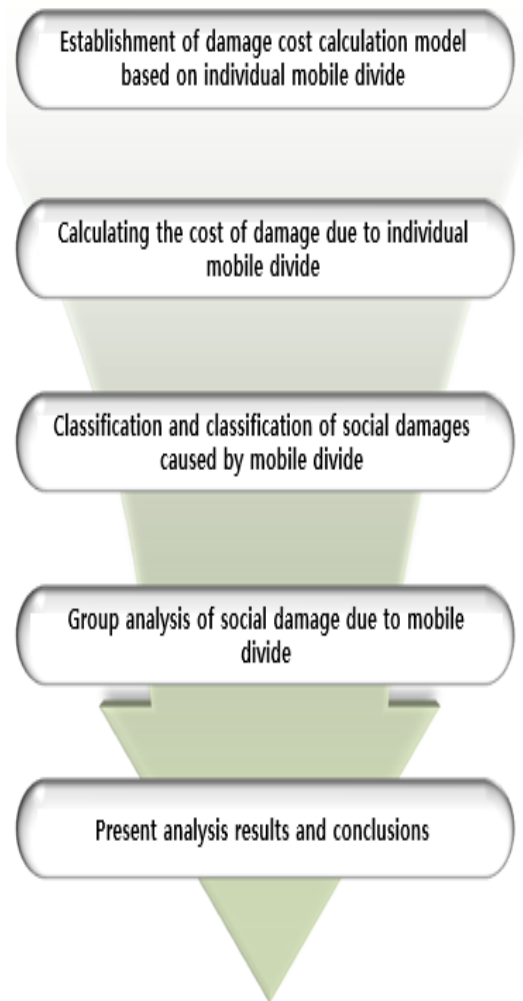 Establishment of damage cost calculation model
based on individual mobile divide
Calculating the cost of damage due to individual
mobile divide
Classification and classification of social damages
caused by mobile divide
Group analysis of social damage due to mobile
divide
Present analysis results and conclusions